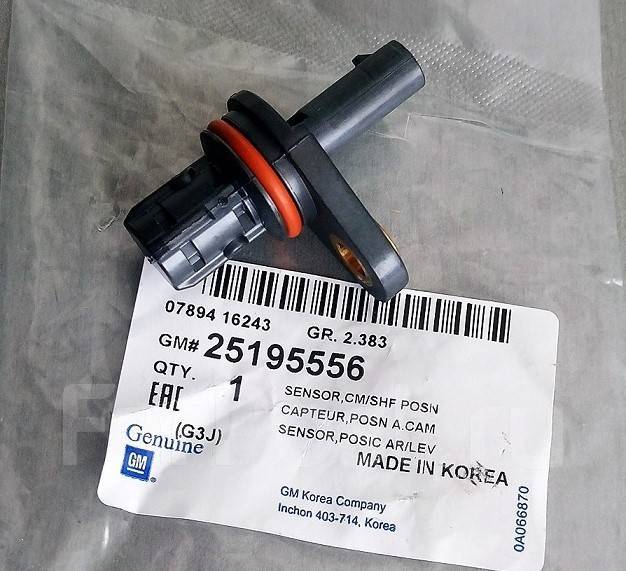 07894 16243 GR. 2.383
GM# 25195556
QTY. 1
SENSOR,CM/SHF POSN
CAPTEUR,POSN A.CAM
SENSOR,POSIC AR/LEV
EAC
(G3J)
MADE IN KOREA
Genuine
GM
GM Korea Company
Inchon 403-714, Korea
0A066870